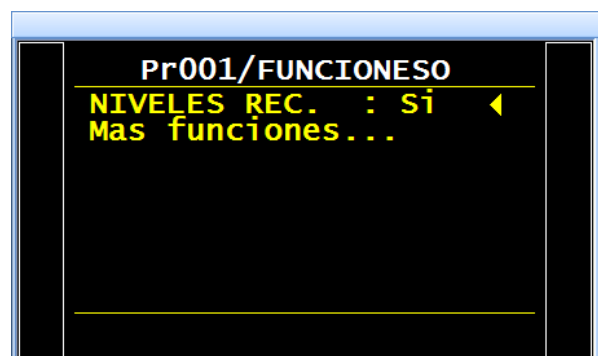 Pr001/FUNCIONESO
NIVELES REC. : Si
Mas funciones...